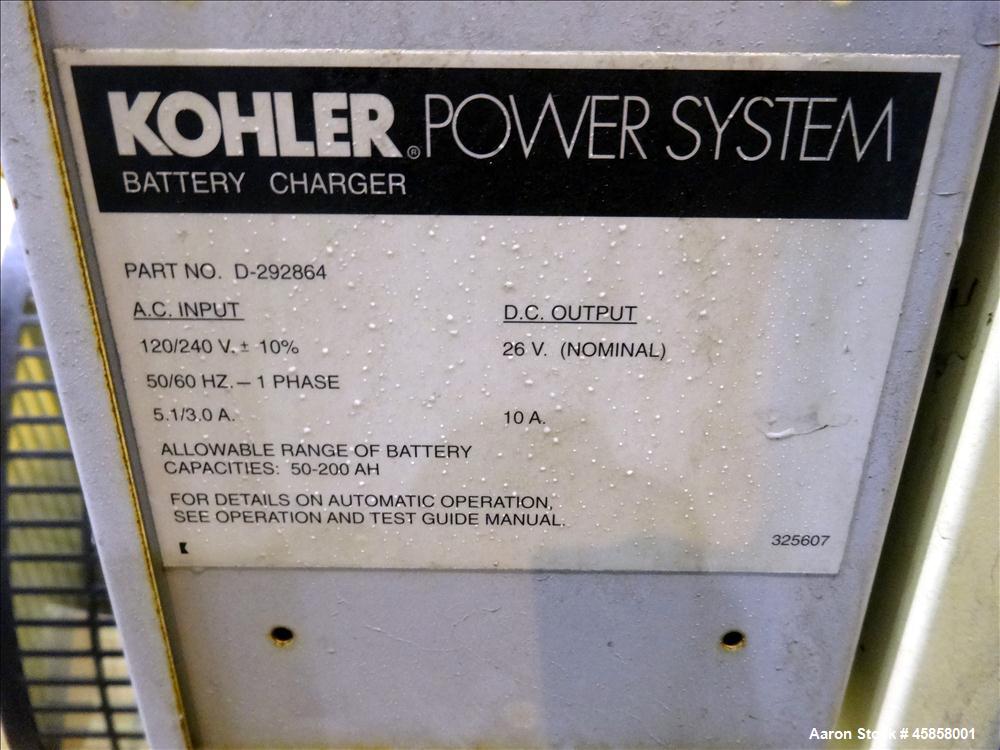 KOHLER® POWER SYSTEM
BATTERY CHARGER
PART NO. D-292864
A.C. INPUT D.C. OUTPUT
120/240 V. ± 10% 26 V. (NOMINAL)
50/60 HZ. – 1 PHASE
5.1/3.0 A. 10 A.
ALLOWABLE RANGE OF BATTERY
CAPACITIES: 50-200 AH
FOR DETAILS ON AUTOMATIC OPERATION,
SEE OPERATION AND TEST GUIDE MANUAL.
K 325607
Aaron Stock # 45858001